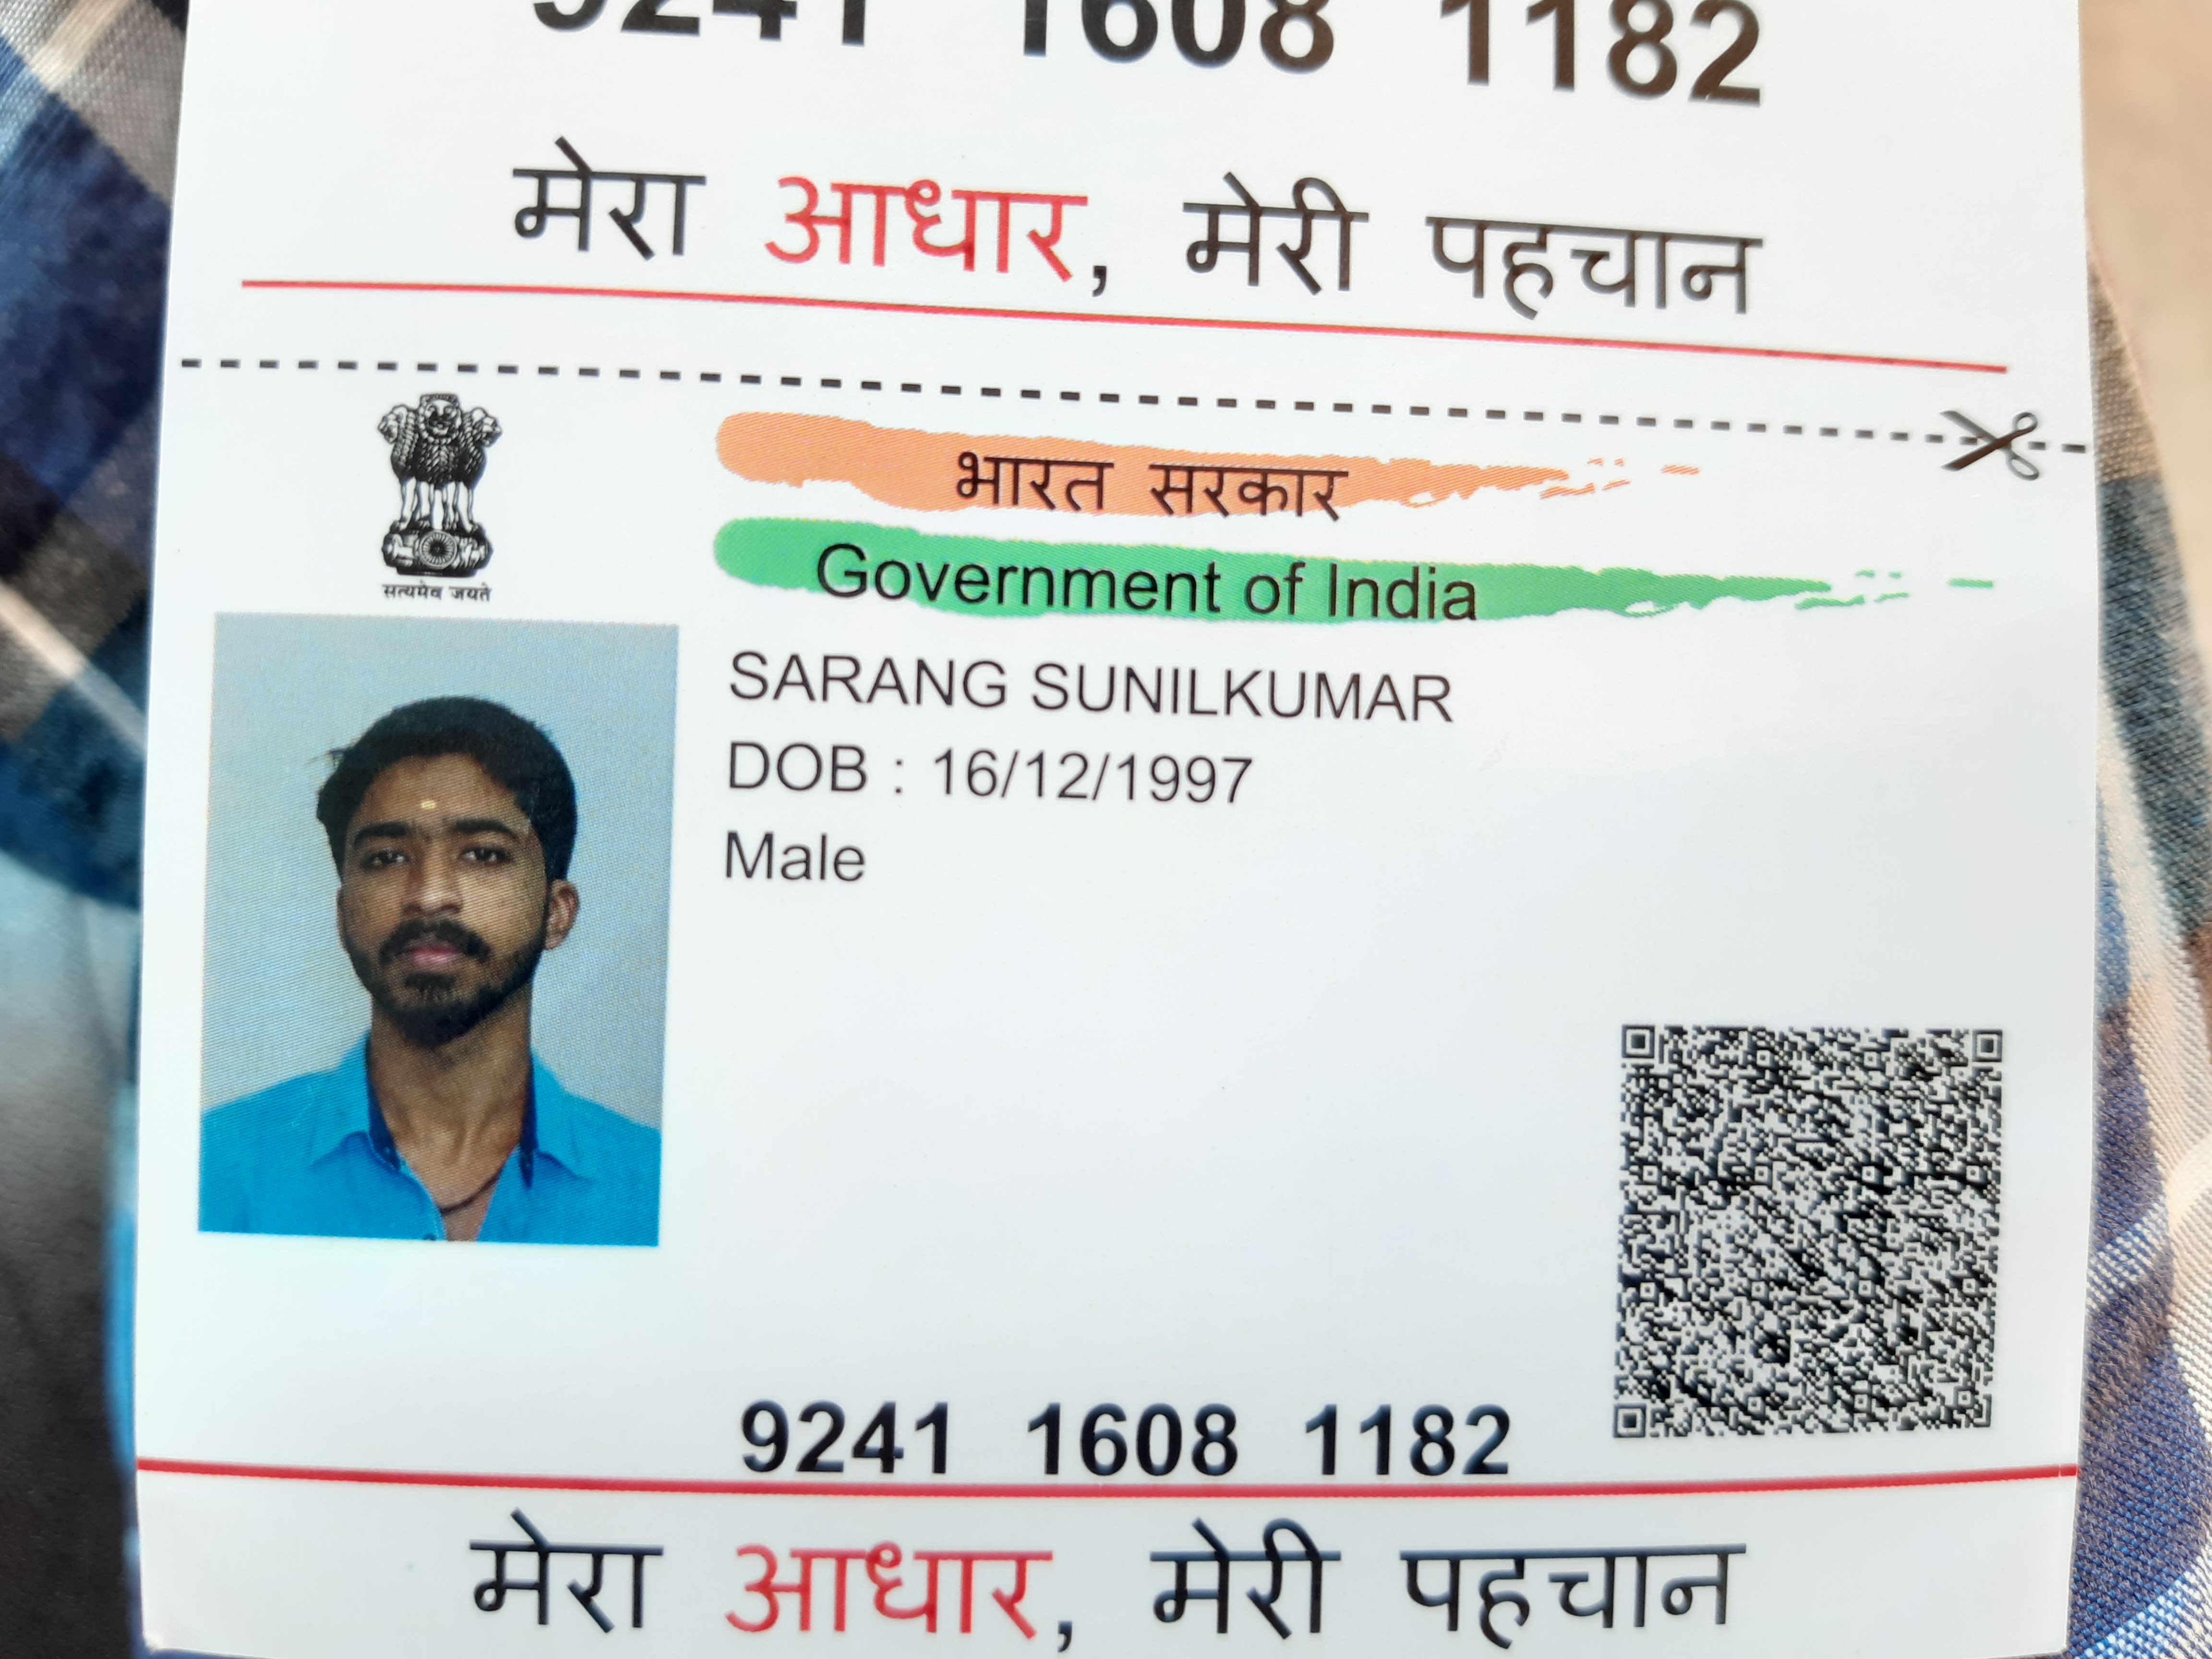 9241 1608 1182
मेरा आधार, मेरी पहचान
सत्यमेव जयते
भारत सरकार
Government of India
SARANG SUNILKUMAR
DOB : 16/12/1997
Male
9241 1608 1182
मेरा आधार, मेरी पहचान